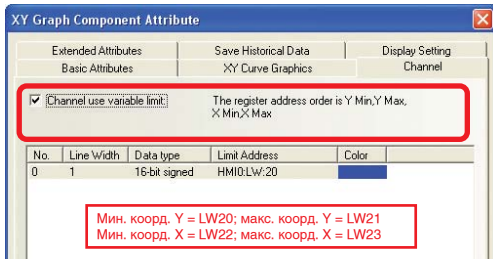 XY Graph Component Attribute
Extended Attributes Save Historical Data Display Setting
Basic Attributes XY Curve Graphics Channel
Channel use variable limit The register address order is Y Min,Y Max,
X Min,X Max
No. Line Width Data type Limit Address Color
0 1 16-bit signed HMI0:LW:20
Мин. коорд. Y = LW20; макс. коорд. Y = LW21
Мин. коорд. X = LW22; макс. коорд. X = LW23